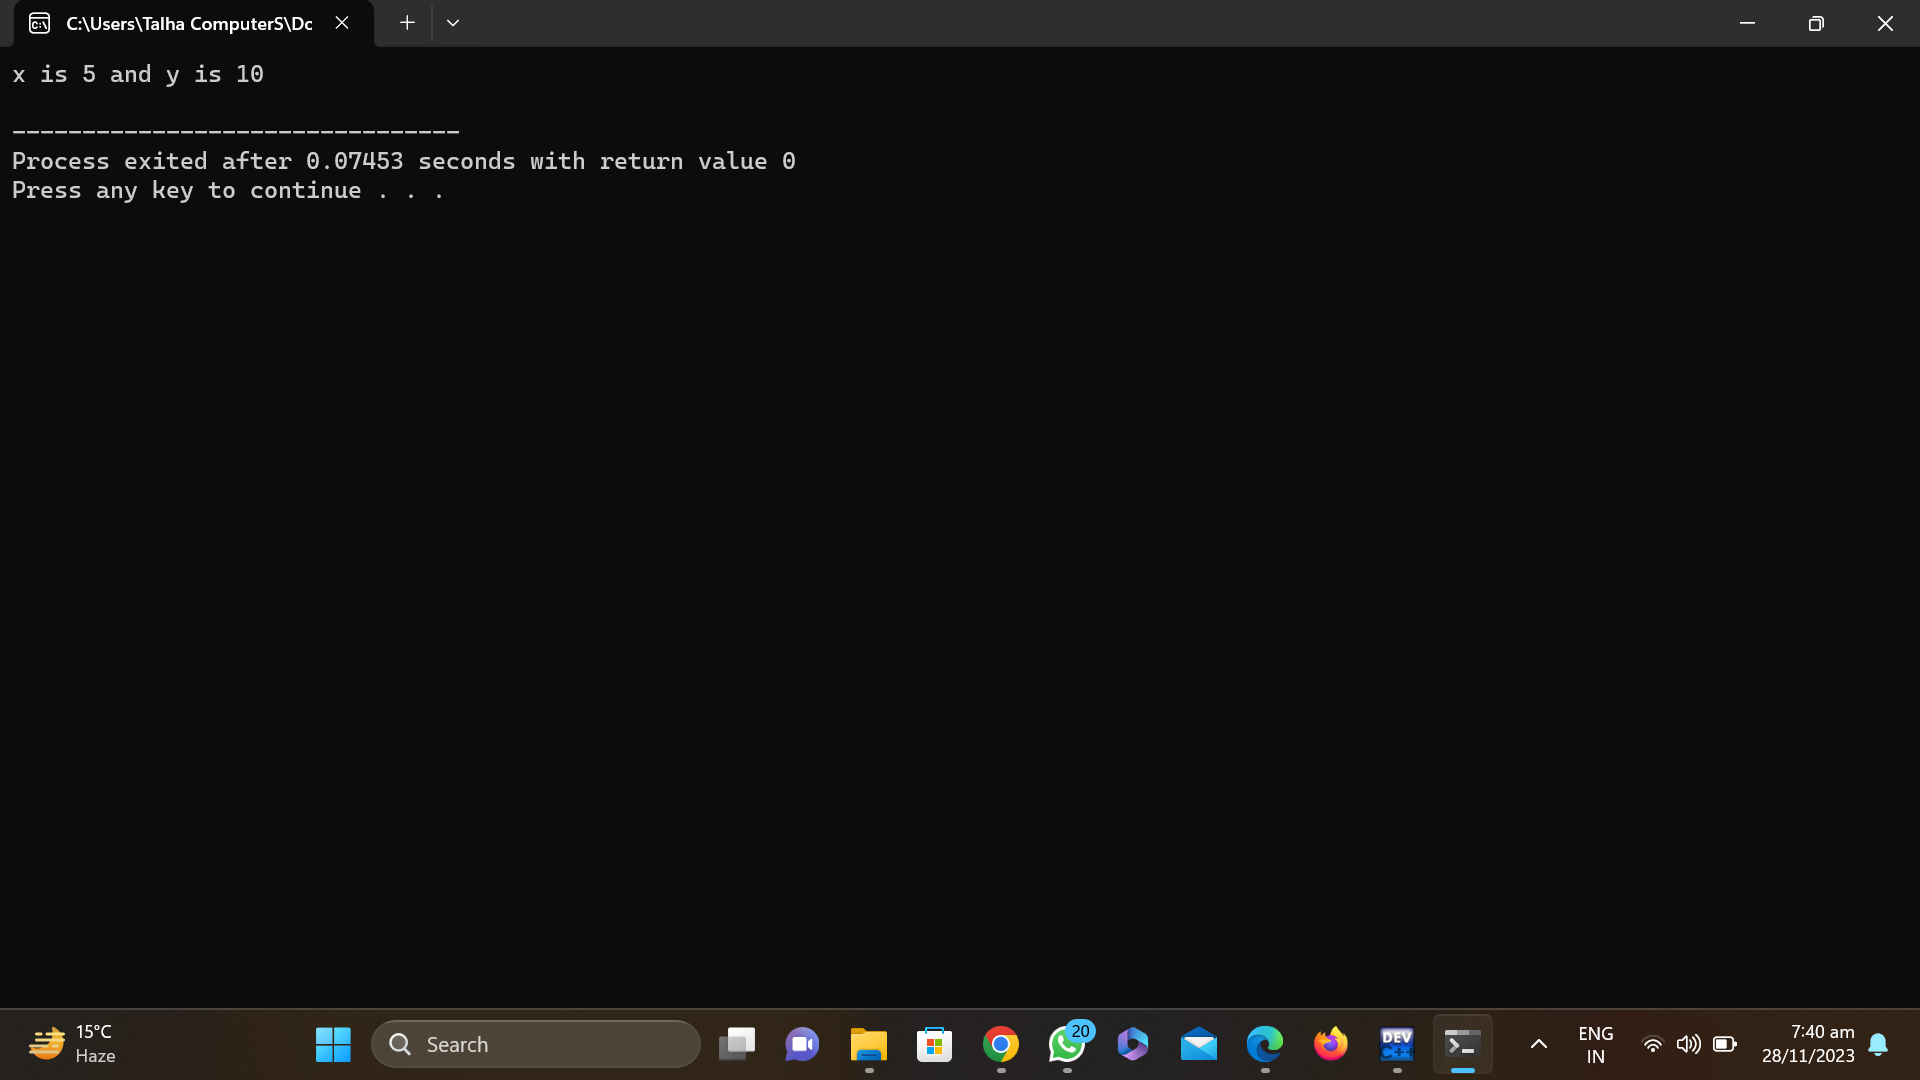 C:\Users\Talha ComputerS\Dc
x is 5 and y is 10
--------------------------------
Process exited after 0.07453 seconds with return value 0
Press any key to continue . . .
15°C
Haze
Search
20
DEV
C++
ENG
IN
7:40 am
28/11/2023